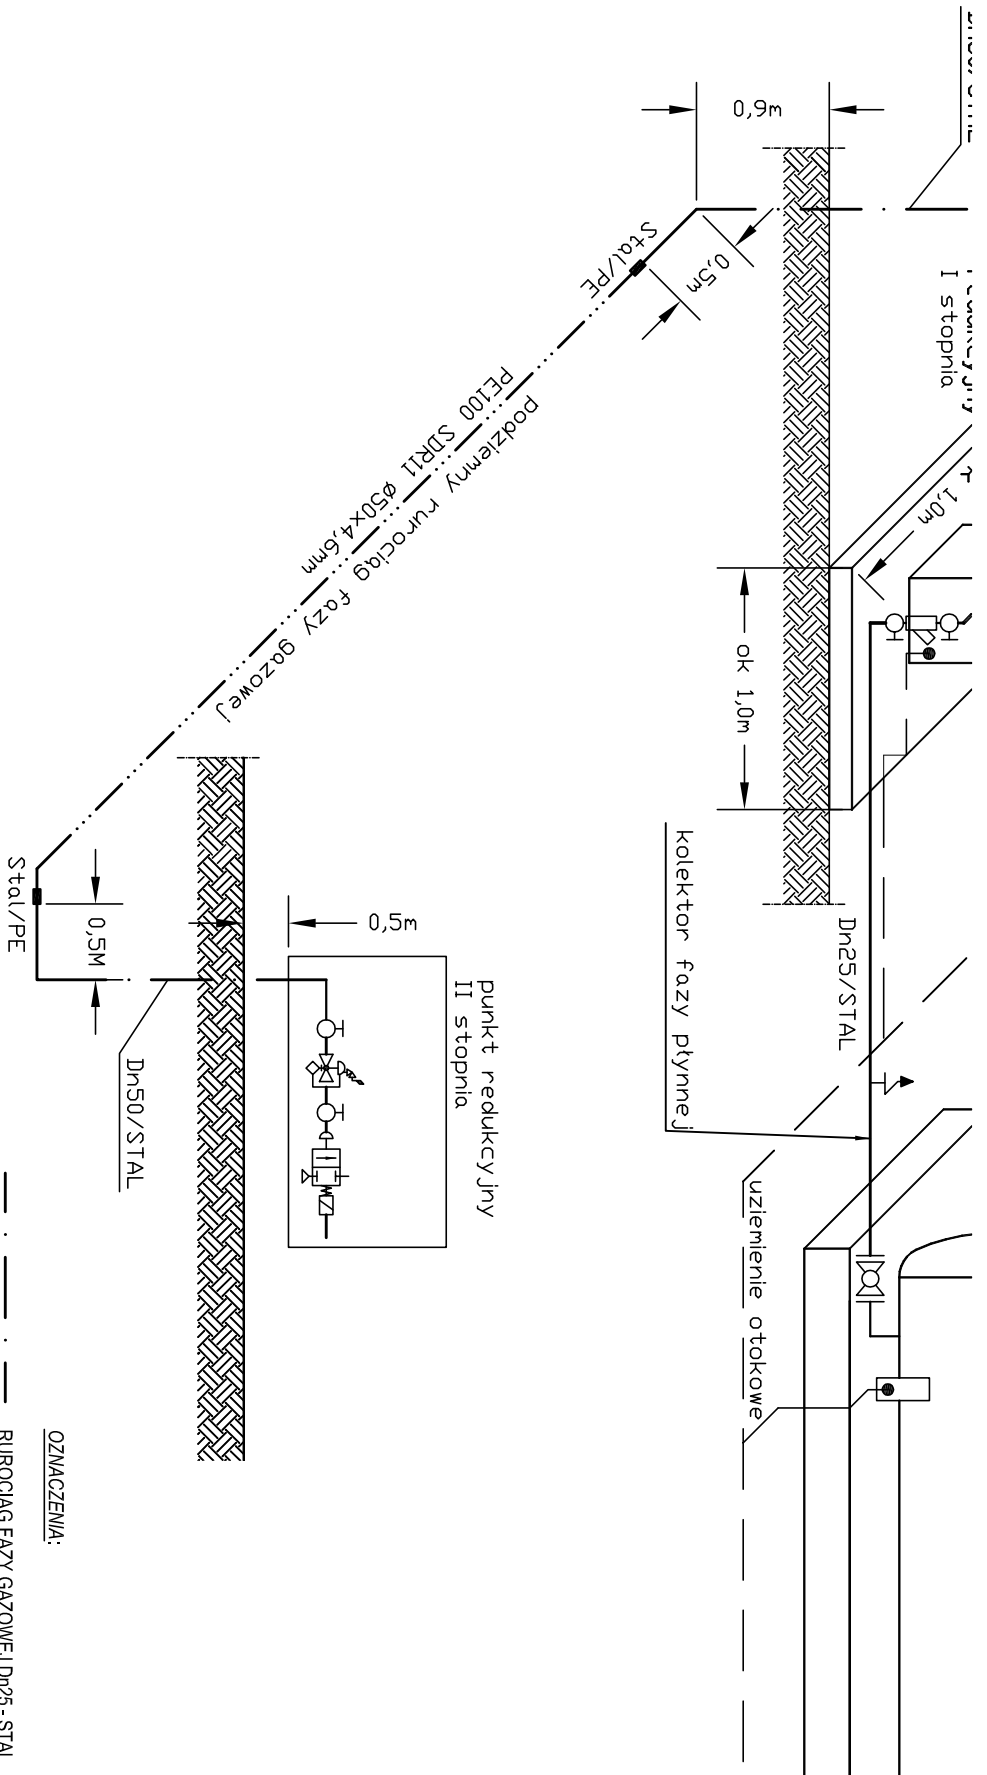 0,9m
I stopnia
1,0m
0,5m
Stal/PE
podziemny rurociąg fazy gazowej
PE100 SDR11 ø50x4,6mm
ok 1,0m
Dn25/STAL
kolektor fazy płynnej
uziemienie otokowe
punkt redukcyjny
II stopnia
0,5m
0,5M
Stal/PE
Dn50/STAL
OZNACZENIA:
RUROCIĄG FAZY GAZOWEJ Dn25 - STAL